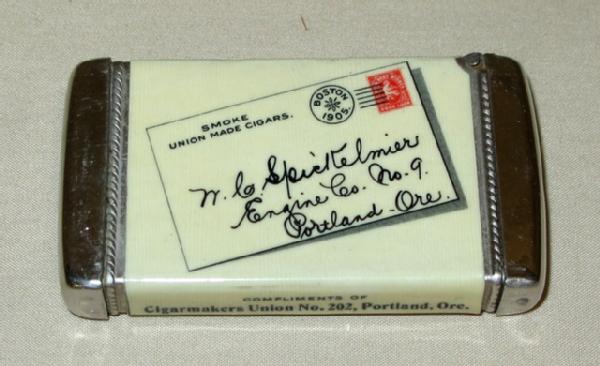 SMOKE
UNION MADE CIGARS.
BOSTON
1905.
W. C. Spickelmier
Engine Co. No. 9.
Portland - Ore.
COMPLIMENTS OF
Cigarmakers Union No. 202, Portland, Ore.